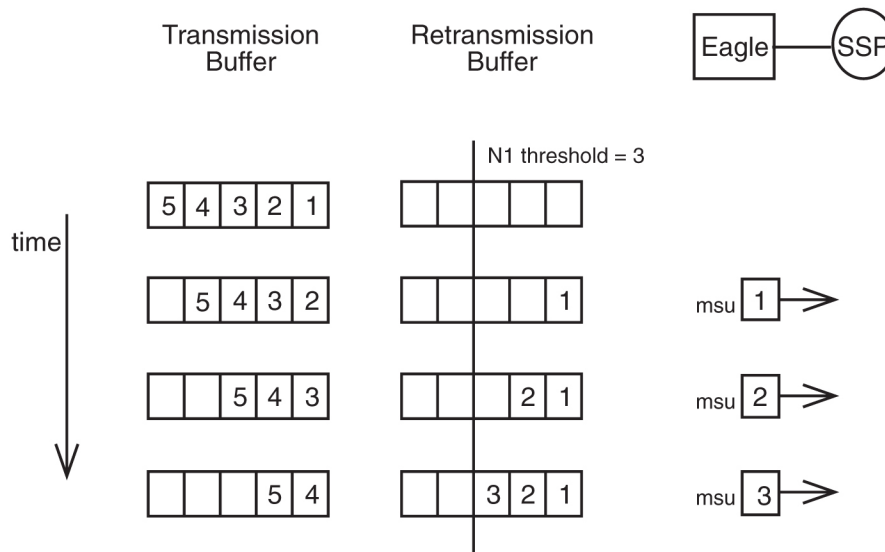 Transmission
Buffer
Retransmission
Buffer
Eagle
SSP
N1 threshold = 3
time
5 4 3 2 1
5 4 3 2
1
msu 1
5 4 3
2 1
msu 2
5 4
3 2 1
msu 3